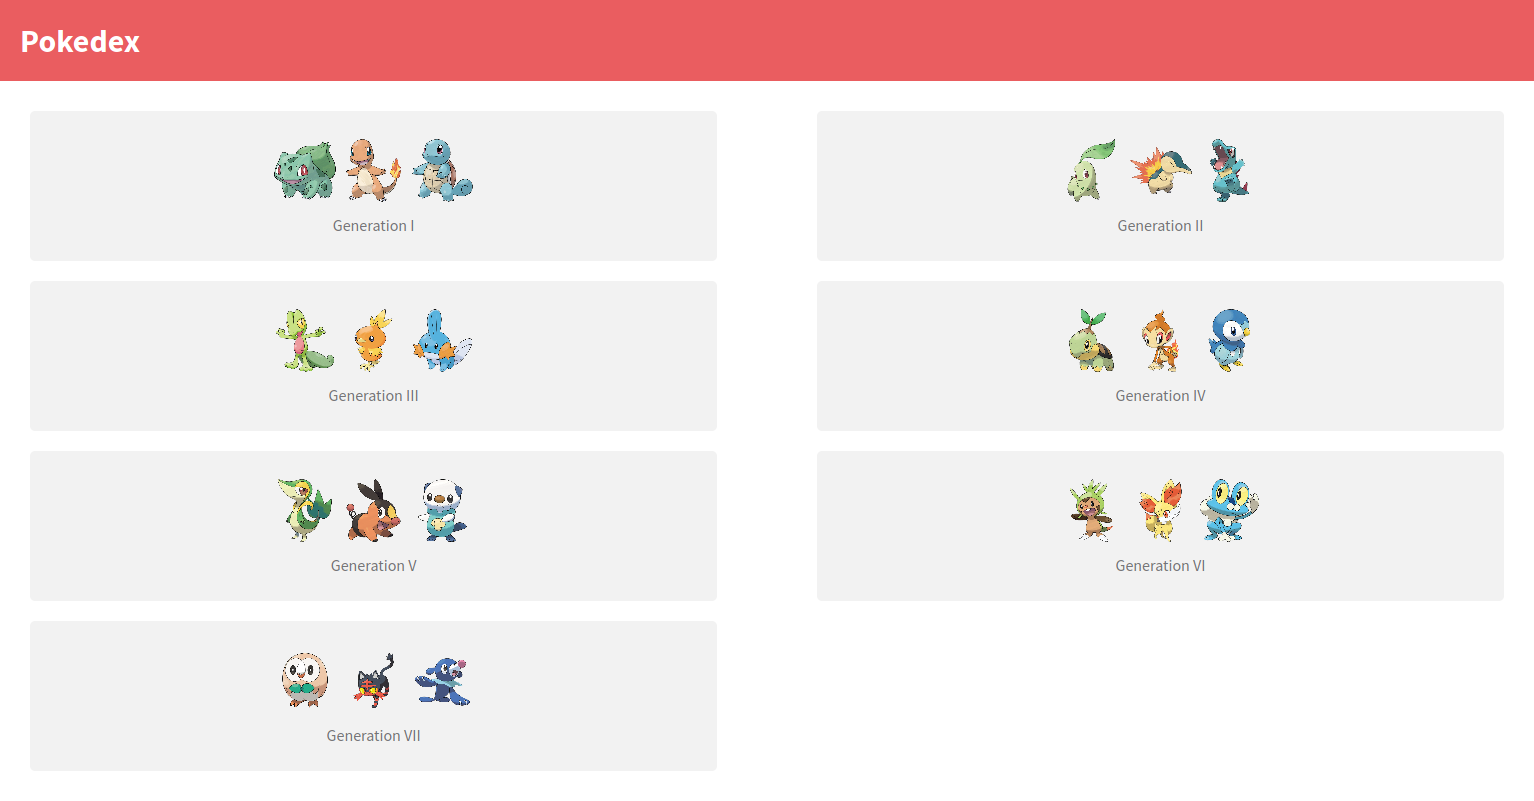 Pokedex
Generation I
Generation II
Generation III
Generation IV
Generation V
Generation VI
Generation VII